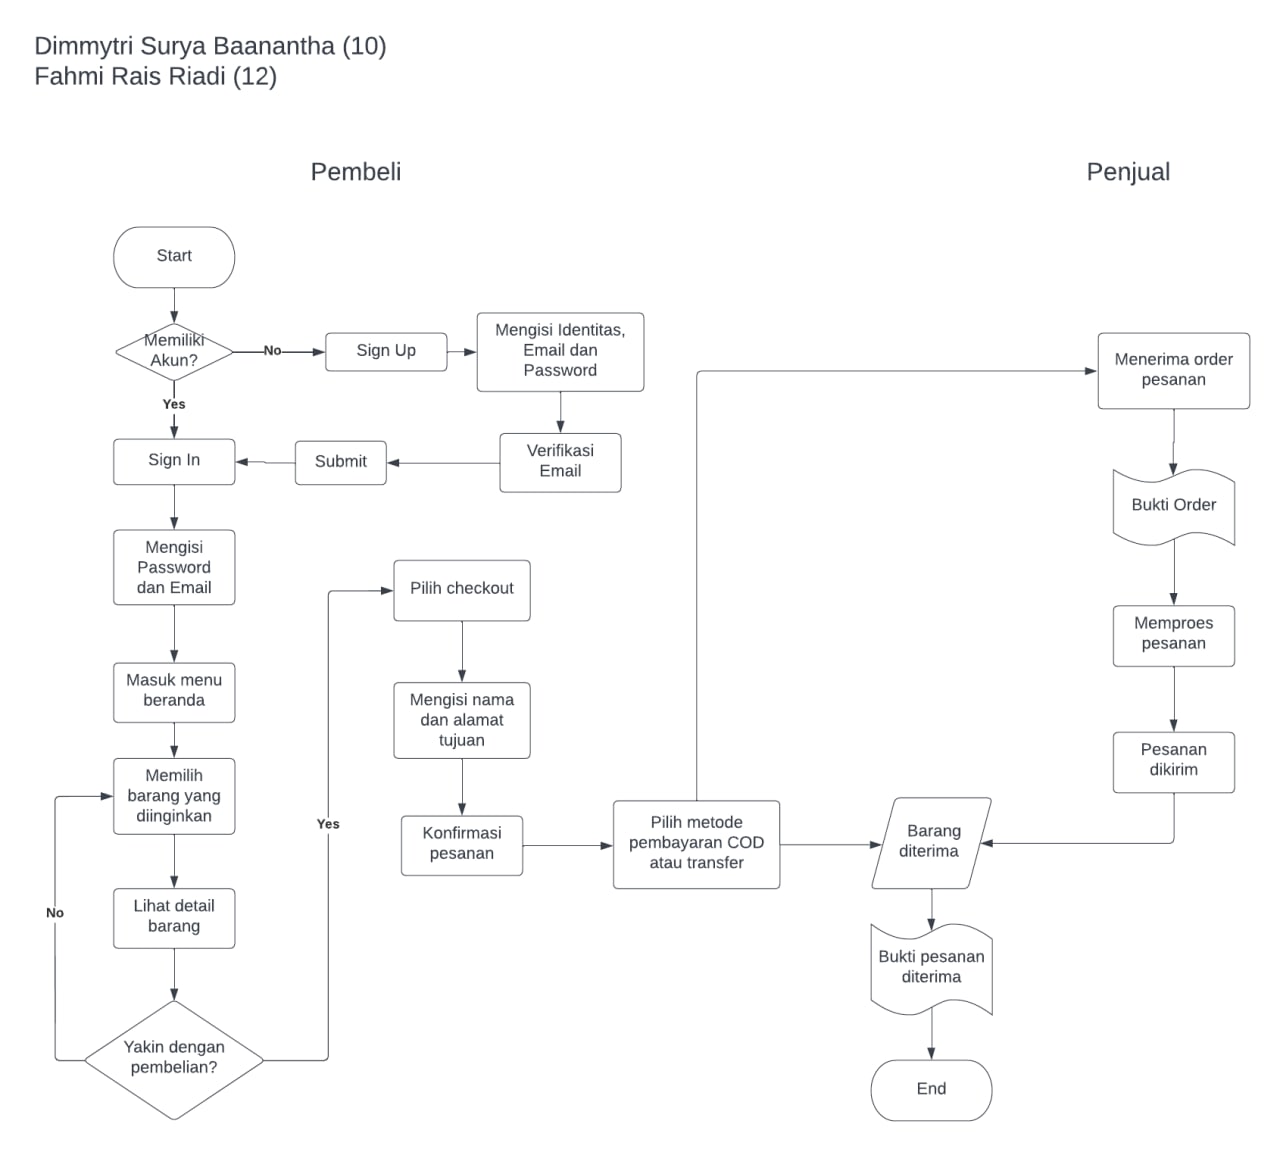 Dimmytri Surya Baanantha (10)
Fahmi Rais Riadi (12)
Pembeli
Penjual
Start
Memiliki
Akun?
No
Sign Up
Mengisi Identitas,
Email dan
Password
Yes
Sign In
Submit
Verifikasi
Email
Mengisi
Password
dan Email
Masuk menu
beranda
Memilih
barang yang
diinginkan
Lihat detail
barang
No
Yakin dengan
pembelian?
Yes
Pilih checkout
Mengisi nama
dan alamat
tujuan
Konfirmasi
pesanan
Pilih metode
pembayaran COD
atau transfer
Menerima order
pesanan
Bukti Order
Memproes
pesanan
Pesanan
dikirim
Barang
diterima
Bukti pesanan
diterima
End